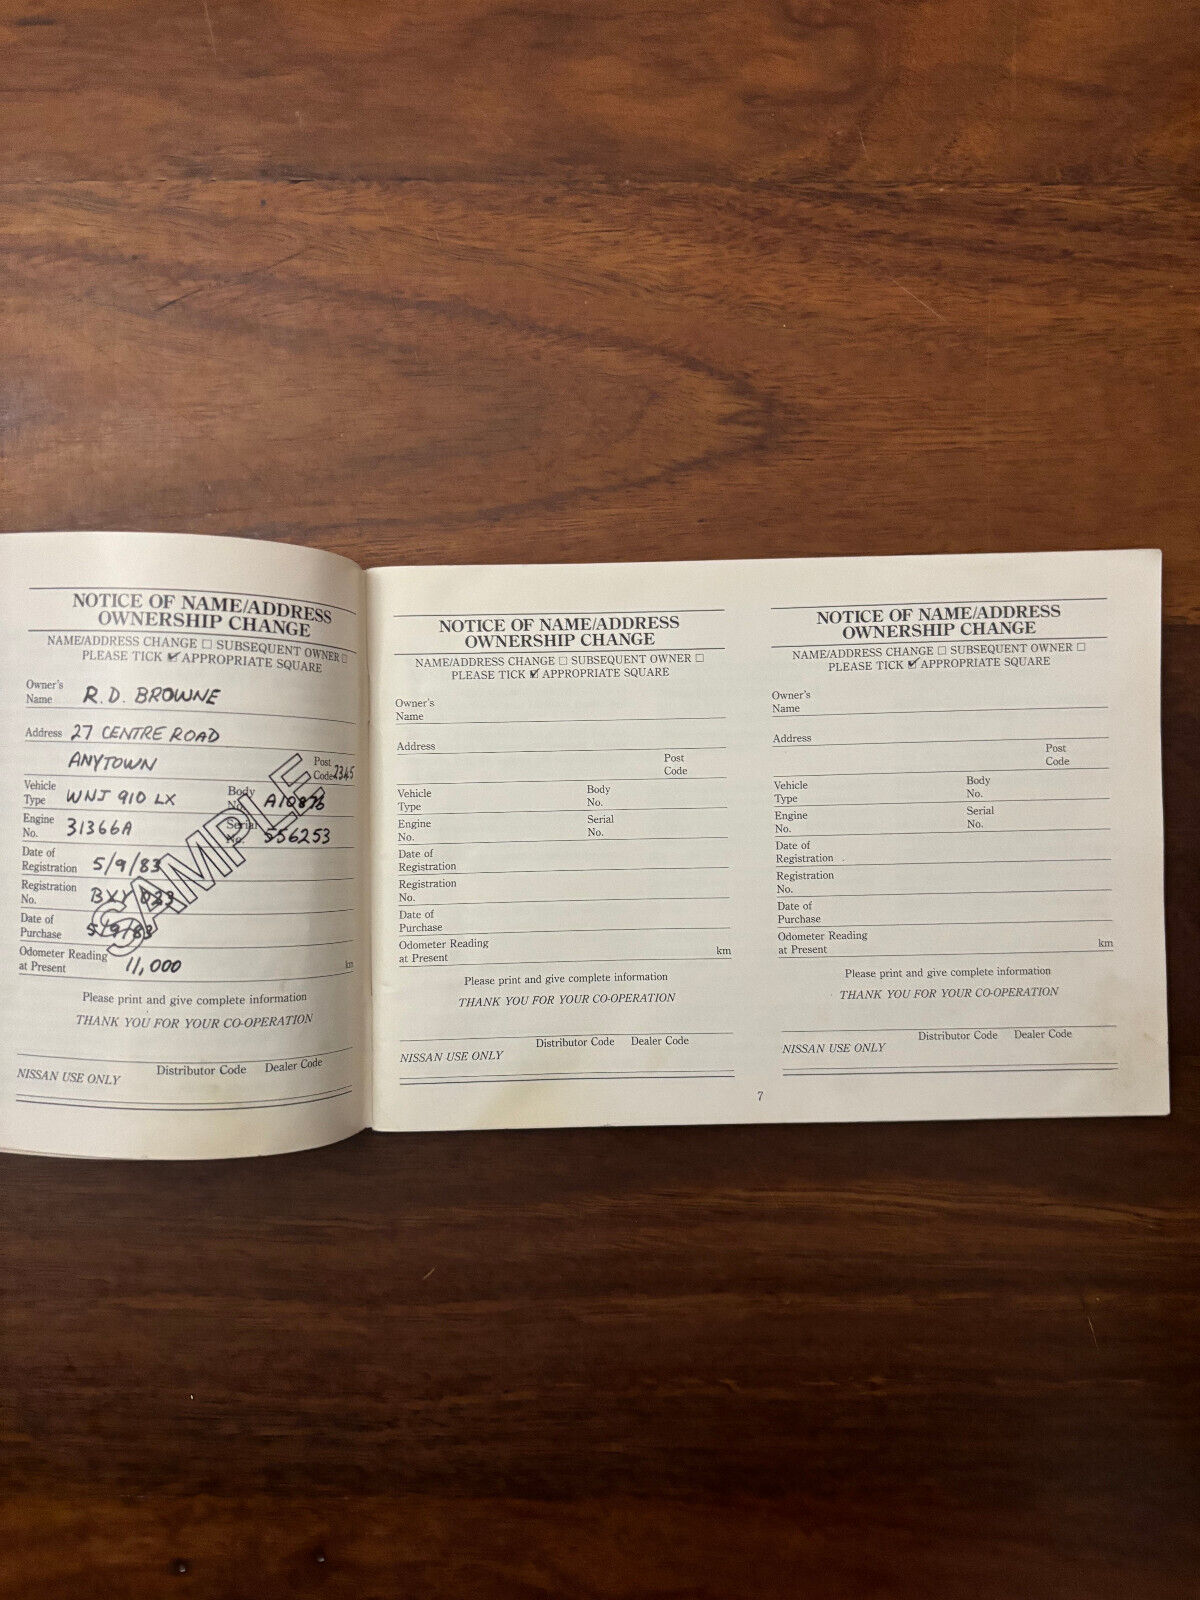 NOTICE OF NAME/ADDRESS
OWNERSHIP CHANGE
NAME/ADDRESS CHANGE ☐ SUBSEQUENT OWNER ☐
PLEASE TICK ☑ APPROPRIATE SQUARE
Owner's
Name R.D. BROWNE
Address 27 CENTRE ROAD
ANYTOWN Post
Code 2345
Vehicle
Type WNJ 910 LX Body
No. A10876
Engine
No. 31366A Serial
No. 556253
Date of
Registration 5/9/83
Registration
No. BXY 033
Date of
Purchase 5/9/83
Odometer Reading
at Present 11,000 km
SAMPLE
Please print and give complete information
THANK YOU FOR YOUR CO-OPERATION
NISSAN USE ONLY Distributor Code Dealer Code
NOTICE OF NAME/ADDRESS
OWNERSHIP CHANGE
NAME/ADDRESS CHANGE ☐ SUBSEQUENT OWNER ☐
PLEASE TICK ☑ APPROPRIATE SQUARE
Owner's
Name
Address
Post
Code
Vehicle
Type Body
No.
Engine
No. Serial
No.
Date of
Registration
Registration
No.
Date of
Purchase
Odometer Reading
at Present km
Please print and give complete information
THANK YOU FOR YOUR CO-OPERATION
NISSAN USE ONLY Distributor Code Dealer Code
NOTICE OF NAME/ADDRESS
OWNERSHIP CHANGE
NAME/ADDRESS CHANGE ☐ SUBSEQUENT OWNER ☐
PLEASE TICK ☑ APPROPRIATE SQUARE
Owner's
Name
Address
Post
Code
Vehicle
Type Body
No.
Engine
No. Serial
No.
Date of
Registration
Registration
No.
Date of
Purchase
Odometer Reading
at Present km
Please print and give complete information
THANK YOU FOR YOUR CO-OPERATION
NISSAN USE ONLY Distributor Code Dealer Code
7